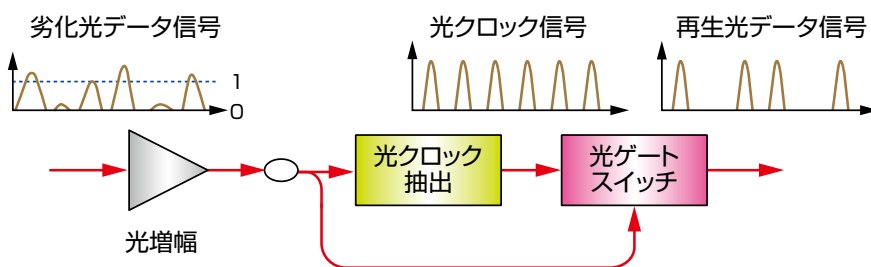 劣化光データ信号
光クロック信号
再生光データ信号
1
0
光クロック
抽出
光ゲート
スイッチ
光増幅